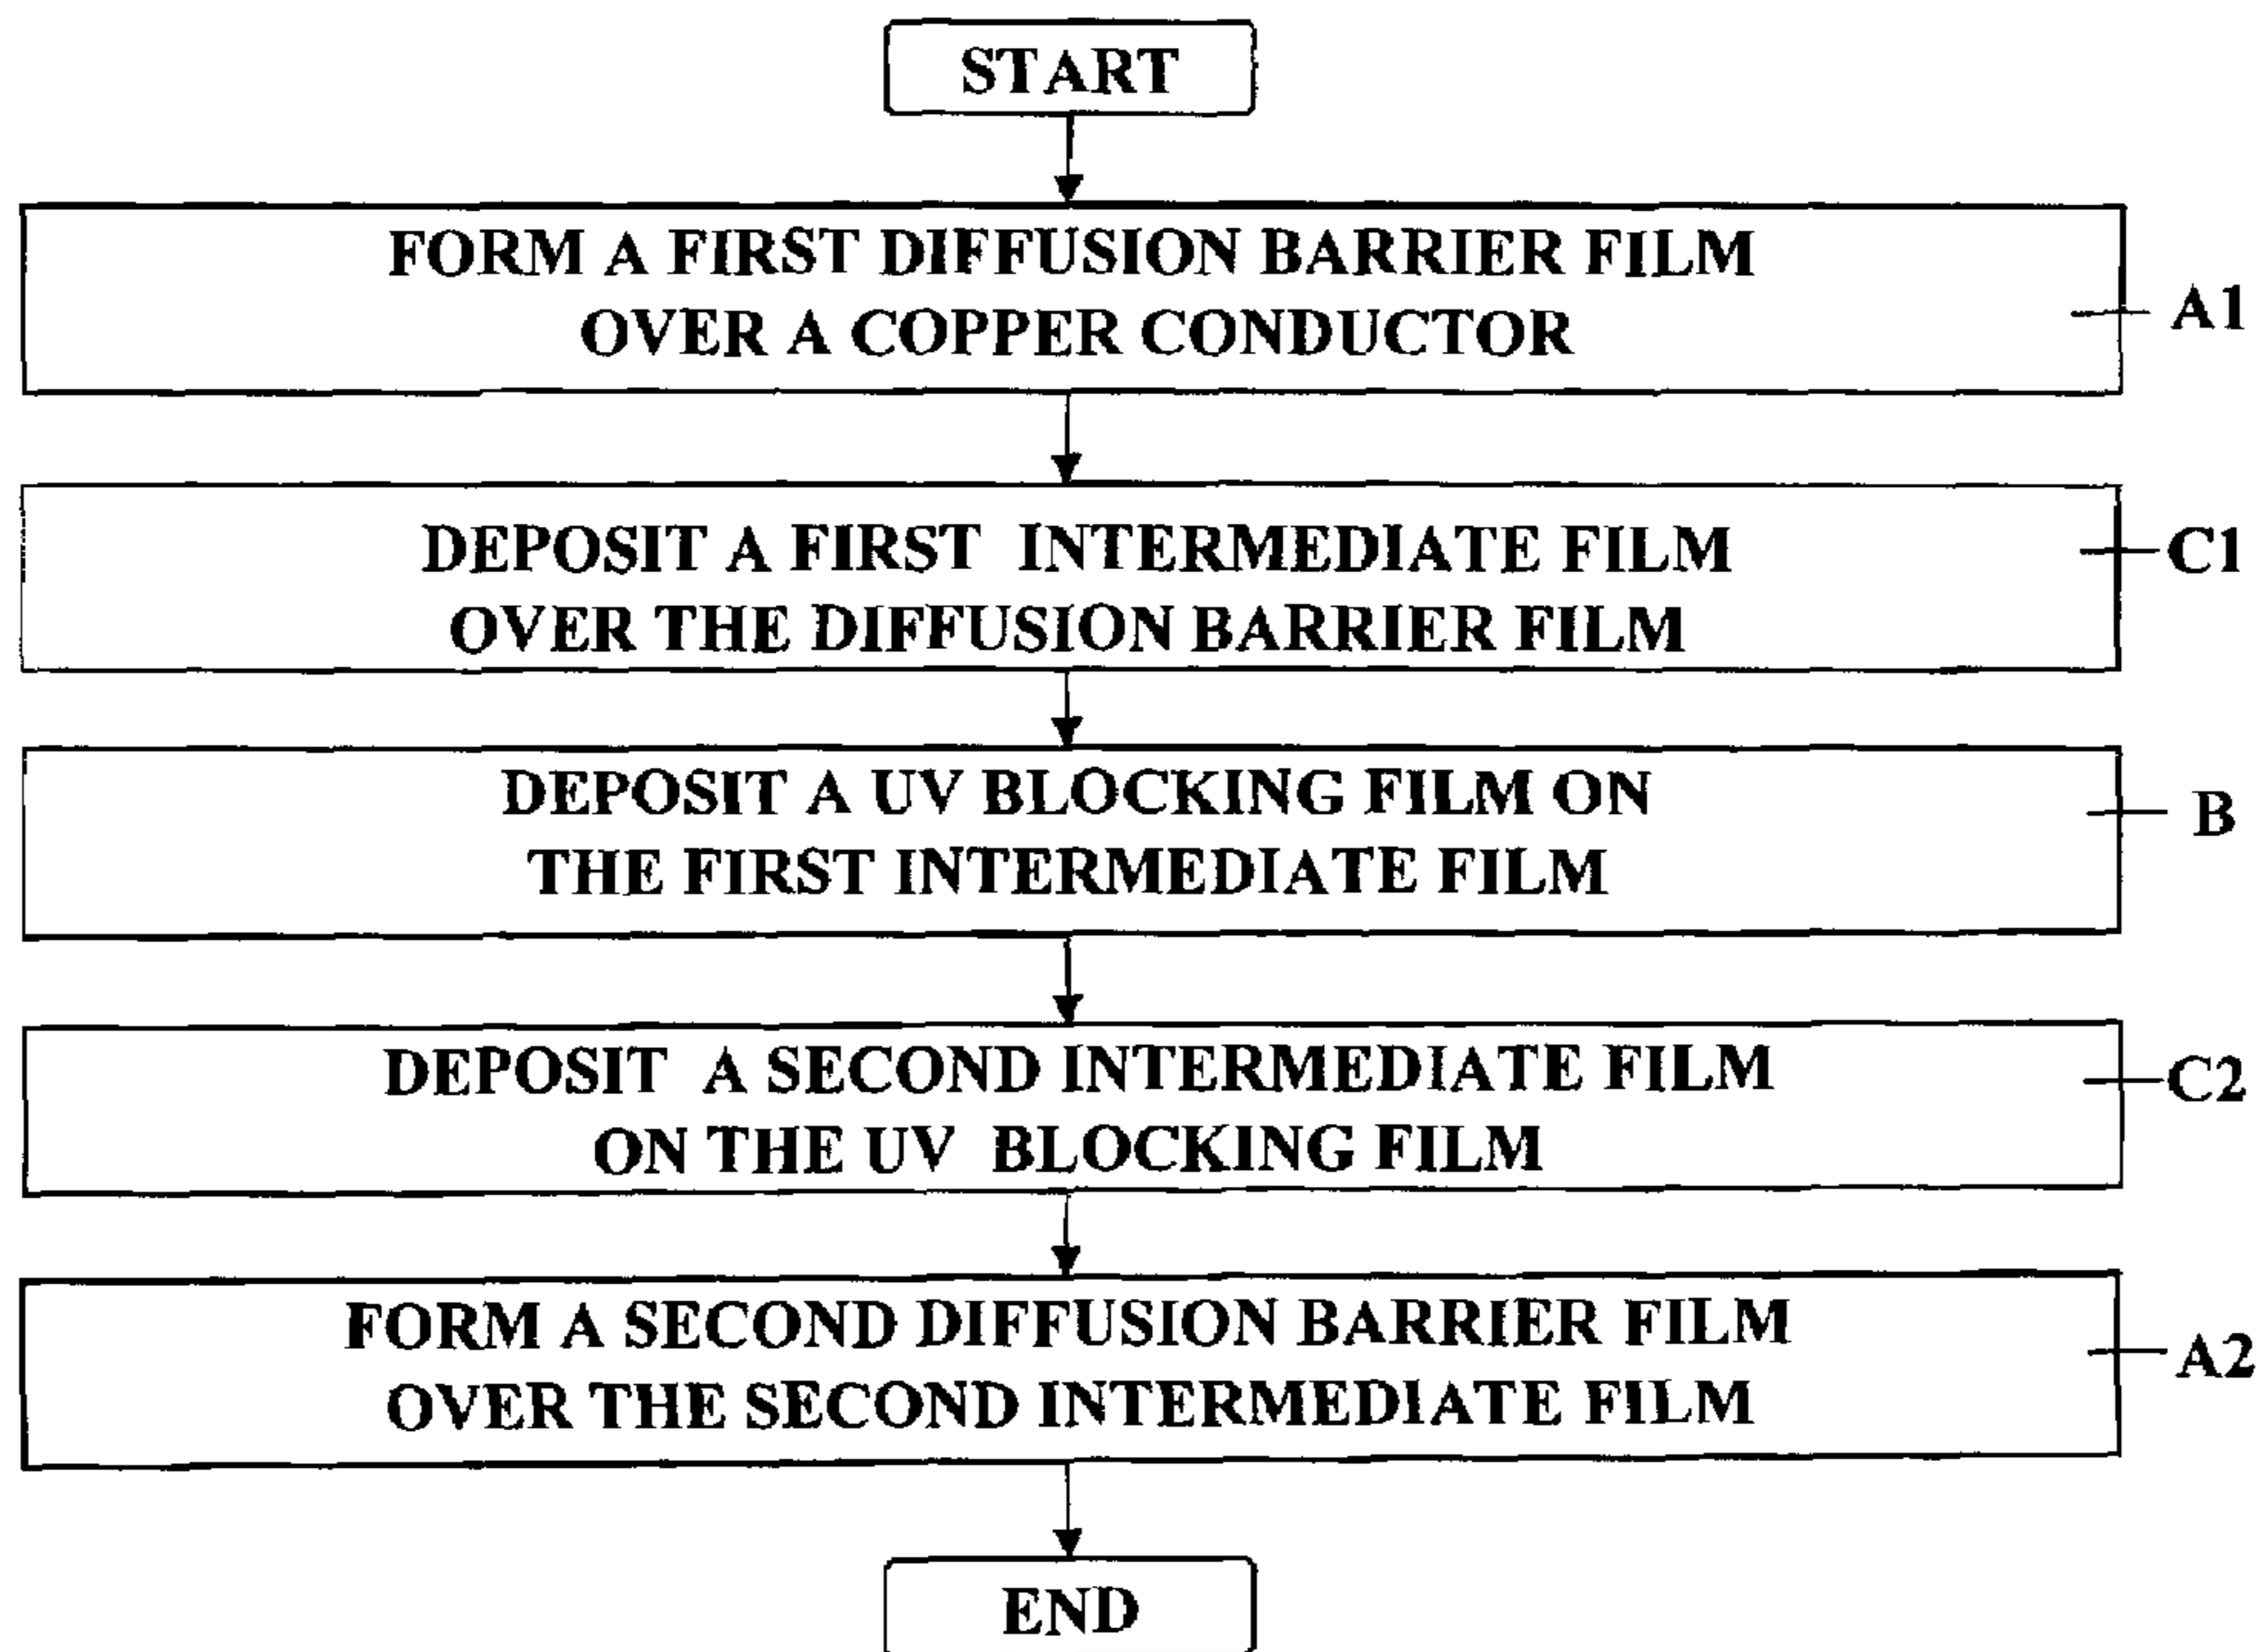 START
FORM A FIRST DIFFUSION BARRIER FILM
OVER A COPPER CONDUCTOR
A1
DEPOSIT A FIRST INTERMEDIATE FILM
OVER THE DIFFUSION BARRIER FILM
C1
DEPOSIT A UV BLOCKING FILM ON
THE FIRST INTERMEDIATE FILM
B
DEPOSIT A SECOND INTERMEDIATE FILM
ON THE UV BLOCKING FILM
C2
FORM A SECOND DIFFUSION BARRIER FILM
OVER THE SECOND INTERMEDIATE FILM
A2
END